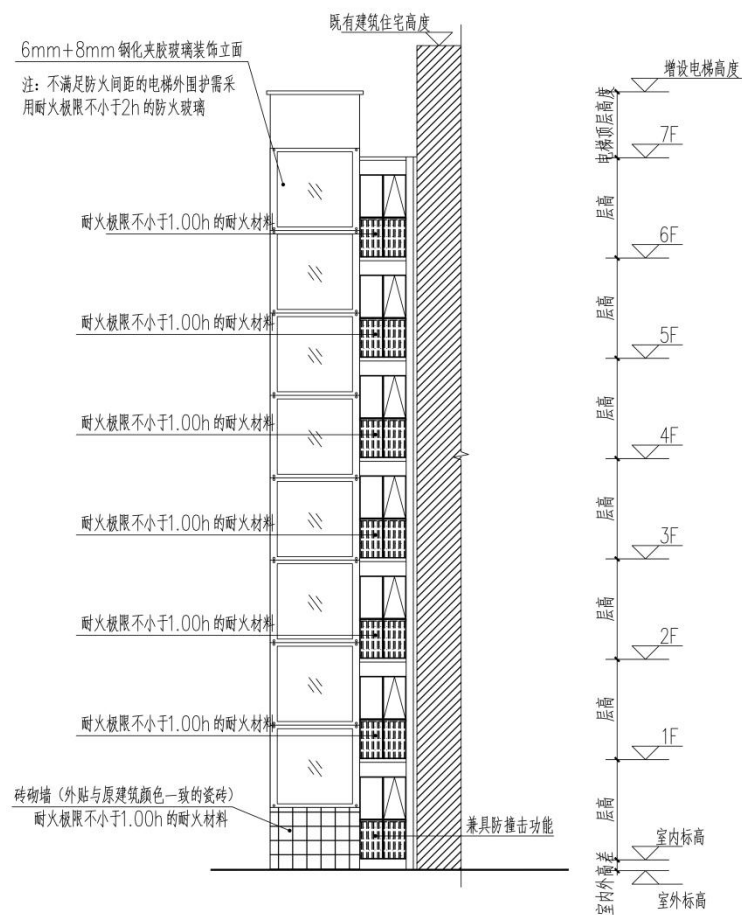 既有建筑住宅高度
6mm+8mm 钢化夹胶玻璃装饰立面
注：不满足防火间距的电梯外围护需采
用耐火极限不小于2h的防火玻璃
增设电梯高度
电梯顶层高度
7F
层高
耐火极限不小于1.00h的耐火材料
6F
层高
耐火极限不小于1.00h的耐火材料
5F
层高
耐火极限不小于1.00h的耐火材料
4F
层高
耐火极限不小于1.00h的耐火材料
3F
层高
耐火极限不小于1.00h的耐火材料
2F
层高
耐火极限不小于1.00h的耐火材料
1F
层高
砖砌墙（外贴与原建筑颜色一致的瓷砖）
耐火极限不小于1.00h的耐火材料
兼具防撞击功能
室内标高
室内外高差
室外标高